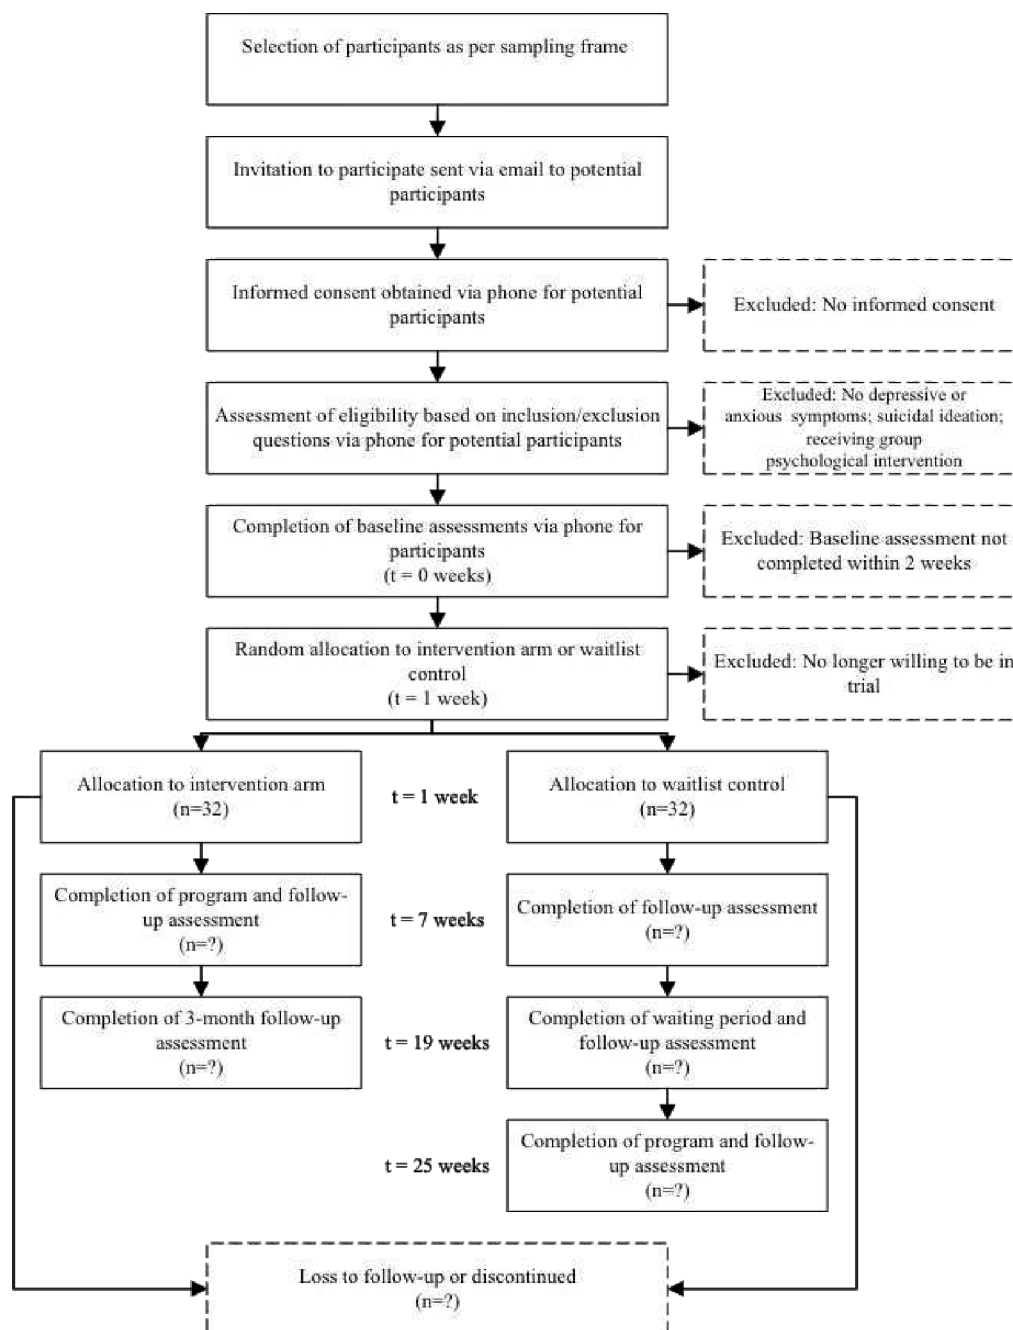 Selection of participants as per sampling frame
Invitation to participate sent via email to potential
participants
Informed consent obtained via phone for potential
participants
Excluded: No informed consent
Assessment of eligibility based on inclusion/exclusion
questions via phone for potential participants
Excluded: No depressive or
anxious symptoms; suicidal ideation;
receiving group
psychological intervention
Completion of baseline assessments via phone for
participants
(t = 0 weeks)
Excluded: Baseline assessment not
completed within 2 weeks
Random allocation to intervention arm or waitlist
control
(t = 1 week)
Excluded: No longer willing to be in
trial
Allocation to intervention arm
(n=32)
t = 1 week
Allocation to waitlist control
(n=32)
Completion of program and follow-
up assessment
(n=?)
t = 7 weeks
Completion of follow-up assessment
(n=?)
Completion of 3-month follow-up
assessment
(n=?)
t = 19 weeks
Completion of waiting period and
follow-up assessment
(n=?)
t = 25 weeks
Completion of program and follow-
up assessment
(n=?)
Loss to follow-up or discontinued
(n=?)